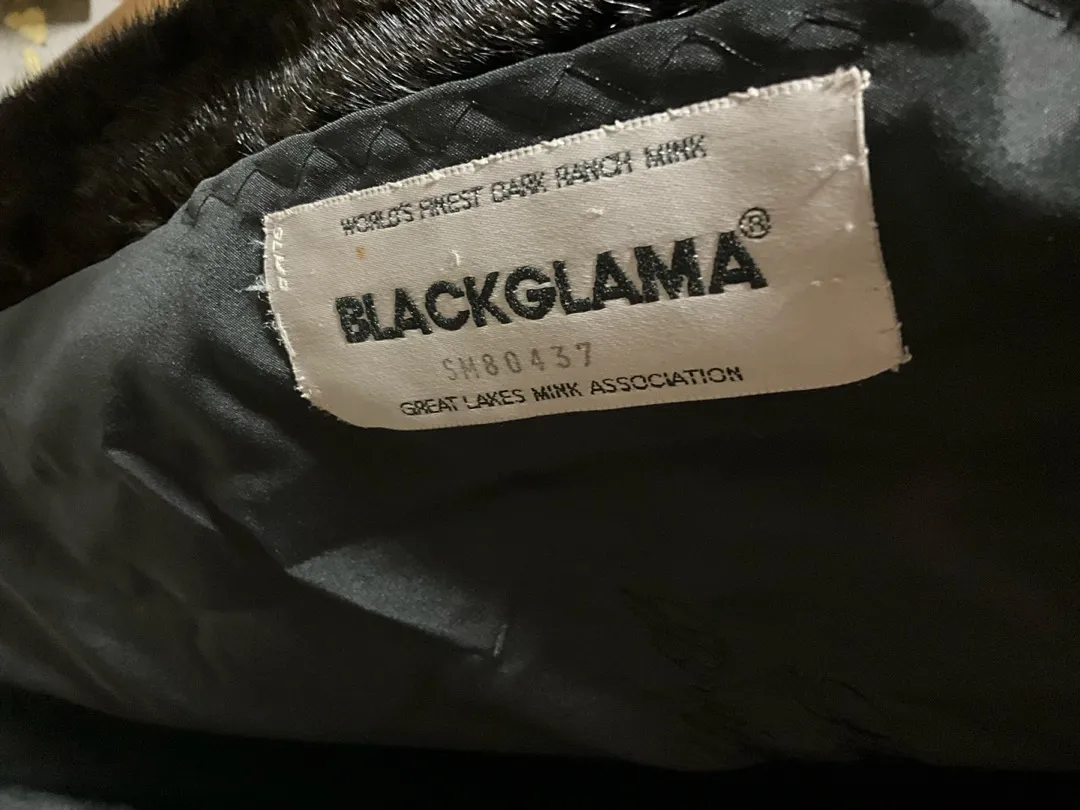 WORLD'S FINEST DARK RANCH MINK
BLACKGLAMA®
SM80437
GREAT LAKES MINK ASSOCIATION